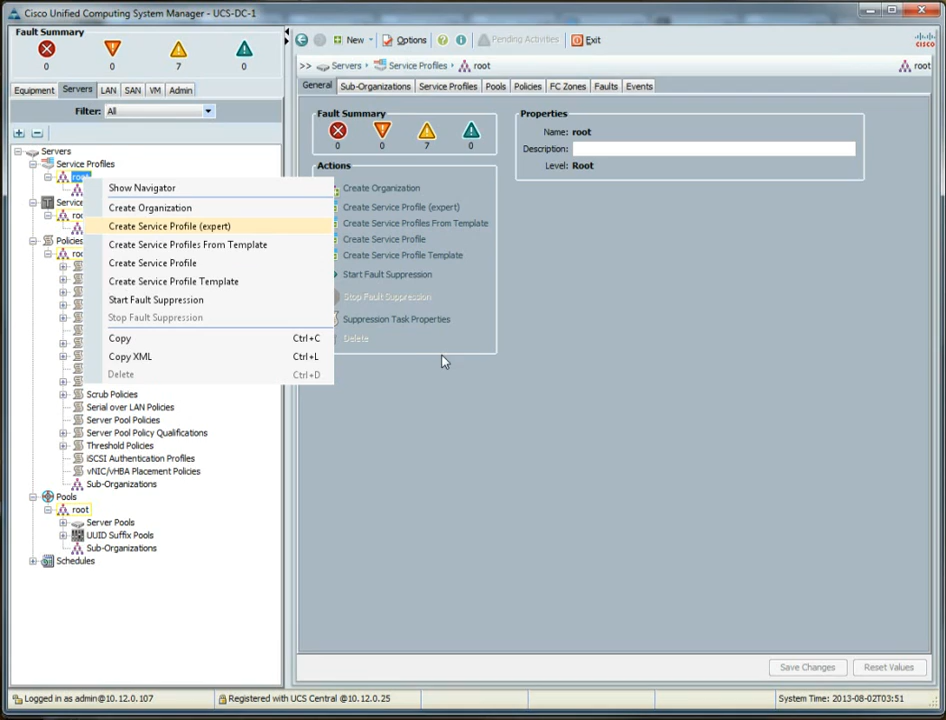 Cisco Unified Computing System Manager - UCS-DC-1
Fault Summary
0 0 7 0
Equipment Servers LAN SAN VM Admin
Filter: All
Servers
Service Profiles
root
Service
Policies
Scrub Policies
Serial over LAN Policies
Server Pool Policies
Server Pool Policy Qualifications
Threshold Policies
iSCSI Authentication Profiles
vNIC/vHBA Placement Policies
Sub-Organizations
Pools
root
Server Pools
UUID Suffix Pools
Sub-Organizations
Schedules
Show Navigator
Create Organization
Create Service Profile (expert)
Create Service Profiles From Template
Create Service Profile
Create Service Profile Template
Start Fault Suppression
Stop Fault Suppression
Copy Ctrl+C
Copy XML Ctrl+L
Delete Ctrl+D
New Options ? i Pending Activities Exit
cisco
>> Servers Service Profiles root
root
General Sub-Organizations Service Profiles Pools Policies FC Zones Faults Events
Fault Summary
0 0 7 0
Actions
Create Organization
Create Service Profile (expert)
Create Service Profiles From Template
Create Service Profile
Create Service Profile Template
Start Fault Suppression
Stop Fault Suppression
Suppression Task Properties
Delete
Properties
Name: root
Description:
Level: Root
Save Changes Reset Values
Logged in as admin@10.12.0.107 Registered with UCS Central @10.12.0.25 System Time: 2013-08-02T03:51